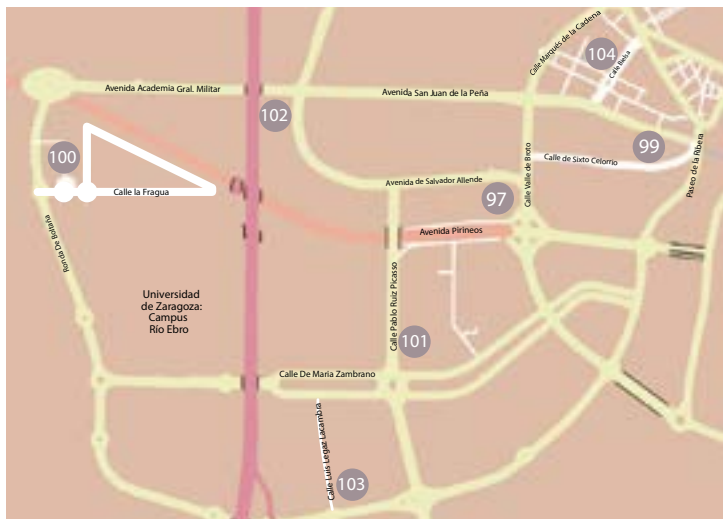 Calle Marqués de la Cadena
104
Calle Belsa
Avenida Academia Gral. Militar
Avenida San Juan de la Peña
102
100
99
Calle de Sixto Celorrio
Paseo de la Ribera
Calle Valle de Broto
Avenida de Salvador Allende
Calle la Fragua
97
Avenida Pirineos
Ronda De Boltaña
Universidad
de Zaragoza:
Campus
Río Ebro
Calle Pablo Ruiz Picasso
101
Calle De Maria Zambrano
Calle Luis Legaz Lacambra
103